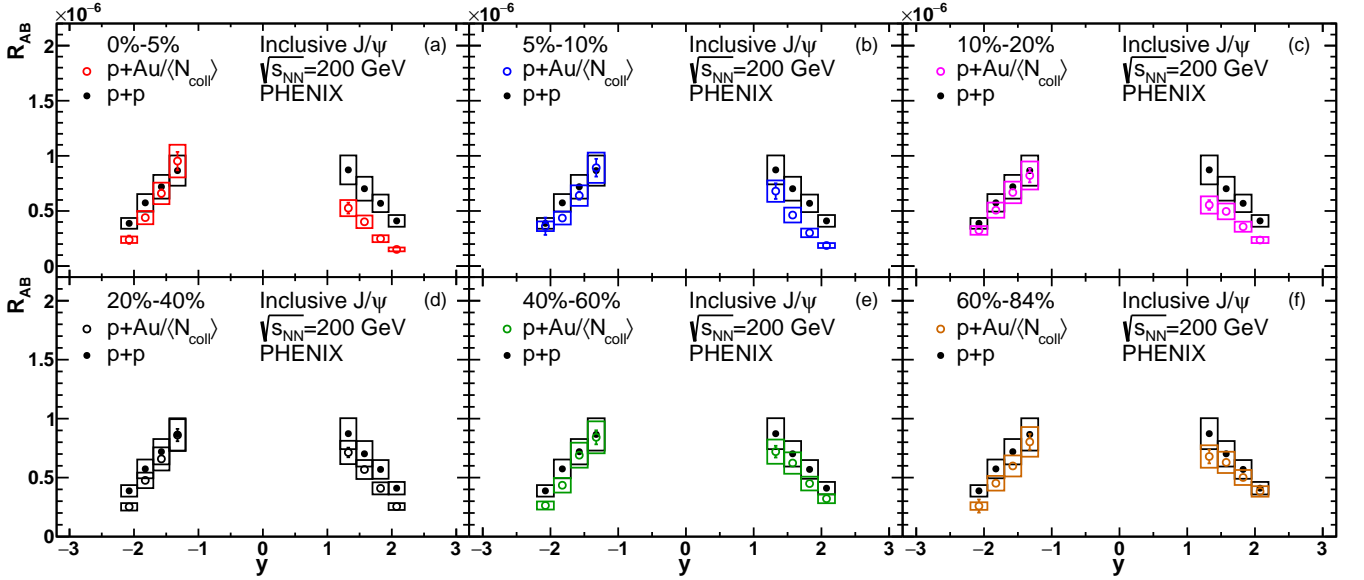 ×10⁻⁶ ×10⁻⁶ ×10⁻⁶
R_AB
2
1.5
1
0.5
0
0%-5% Inclusive J/ψ (a)
p+Au/⟨N_coll⟩ √s_NN=200 GeV
p+p PHENIX
5%-10% Inclusive J/ψ (b)
p+Au/⟨N_coll⟩ √s_NN=200 GeV
p+p PHENIX
10%-20% Inclusive J/ψ (c)
p+Au/⟨N_coll⟩ √s_NN=200 GeV
p+p PHENIX
R_AB
2
1.5
1
0.5
0
20%-40% Inclusive J/ψ (d)
p+Au/⟨N_coll⟩ √s_NN=200 GeV
p+p PHENIX
40%-60% Inclusive J/ψ (e)
p+Au/⟨N_coll⟩ √s_NN=200 GeV
p+p PHENIX
60%-84% Inclusive J/ψ (f)
p+Au/⟨N_coll⟩ √s_NN=200 GeV
p+p PHENIX
−3 −2 −1 0 1 2 3 −2 −1 0 1 2 3 −2 −1 0 1 2 3
y y y